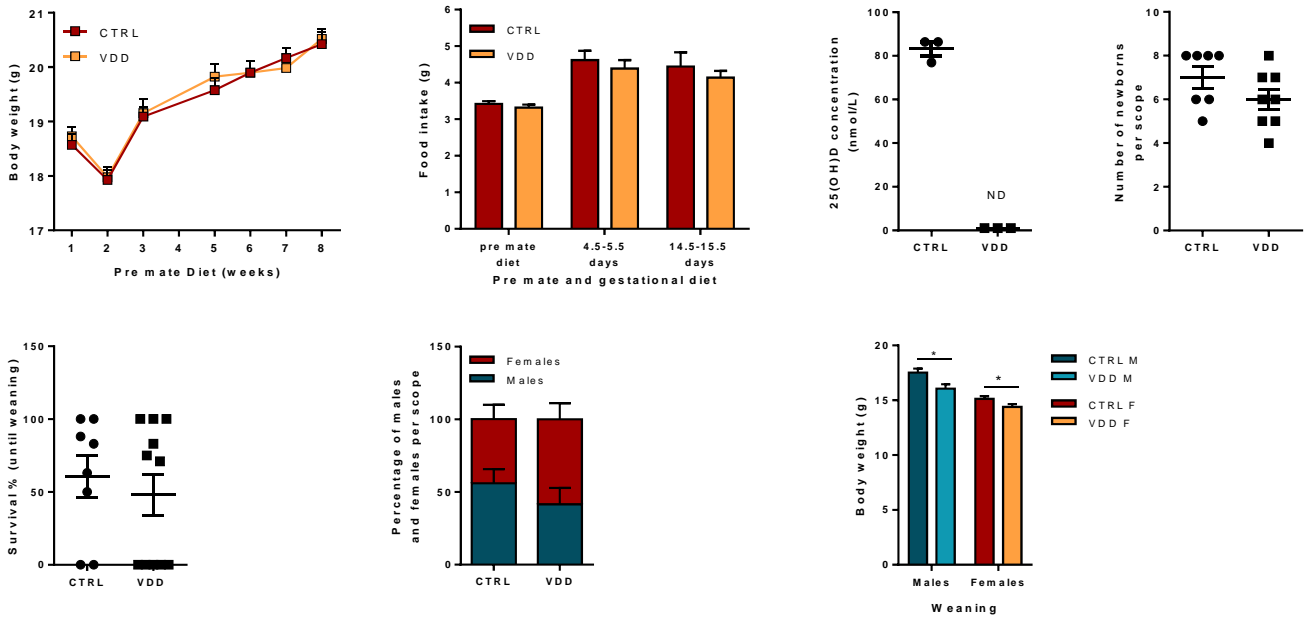 Body weight (g)
21
20
19
18
17
CTRL
VDD
1 2 3 4 5 6 7 8
Pre mate Diet (weeks)
Food intake (g)
6
5
4
3
2
1
0
CTRL
VDD
pre mate diet
4.5-5.5 days
14.5-15.5 days
Pre mate and gestational diet
25(OH)D concentration
(nmol/L)
100
80
60
40
20
0
ND
CTRL VDD
Number of newborns
per scope
10
8
6
4
2
0
CTRL VDD
Survival % (until weaning)
150
100
50
0
CTRL VDD
Percentage of males
and females per scope
150
100
50
0
Females
Males
CTRL VDD
Body weight (g)
20
15
10
5
0
*
*
Males Females
Weaning
CTRL M
VDD M
CTRL F
VDD F